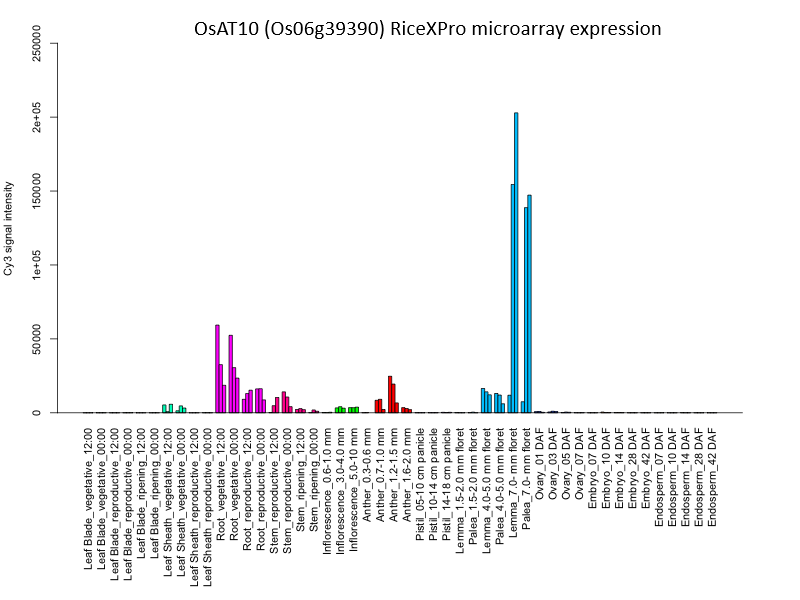 OsAT10 (Os06g39390) RiceXPro microarray expression
250000
2e+05
150000
1e+05
50000
0
Cy3 signal intensity
Leaf Blade_vegetative_12:00
Leaf Blade_vegetative_00:00
Leaf Blade_reproductive_12:00
Leaf Blade_reproductive_00:00
Leaf Blade_ripening_12:00
Leaf Blade_ripening_00:00
Leaf Sheath_vegetative_12:00
Leaf Sheath_vegetative_00:00
Leaf Sheath_reproductive_12:00
Leaf Sheath_reproductive_00:00
Root_vegetative_12:00
Root_vegetative_00:00
Root_reproductive_12:00
Root_reproductive_00:00
Stem_reproductive_12:00
Stem_reproductive_00:00
Stem_ripening_12:00
Stem_ripening_00:00
Inflorescence_0.6-1.0 mm
Inflorescence_3.0-4.0 mm
Inflorescence_5.0-10 mm
Anther_0.3-0.6 mm
Anther_0.7-1.0 mm
Anther_1.2-1.5 mm
Anther_1.6-2.0 mm
Pistil_05-10 cm panicle
Pistil_10-14 cm panicle
Pistil_14-18 cm panicle
Lemma_1.5-2.0 mm floret
Palea_1.5-2.0 mm floret
Lemma_4.0-5.0 mm floret
Palea_4.0-5.0 mm floret
Lemma_7.0- mm floret
Palea_7.0- mm floret
Ovary_01 DAF
Ovary_03 DAF
Ovary_05 DAF
Ovary_07 DAF
Embryo_07 DAF
Embryo_10 DAF
Embryo_14 DAF
Embryo_28 DAF
Embryo_42 DAF
Endosperm_07 DAF
Endosperm_10 DAF
Endosperm_14 DAF
Endosperm_28 DAF
Endosperm_42 DAF